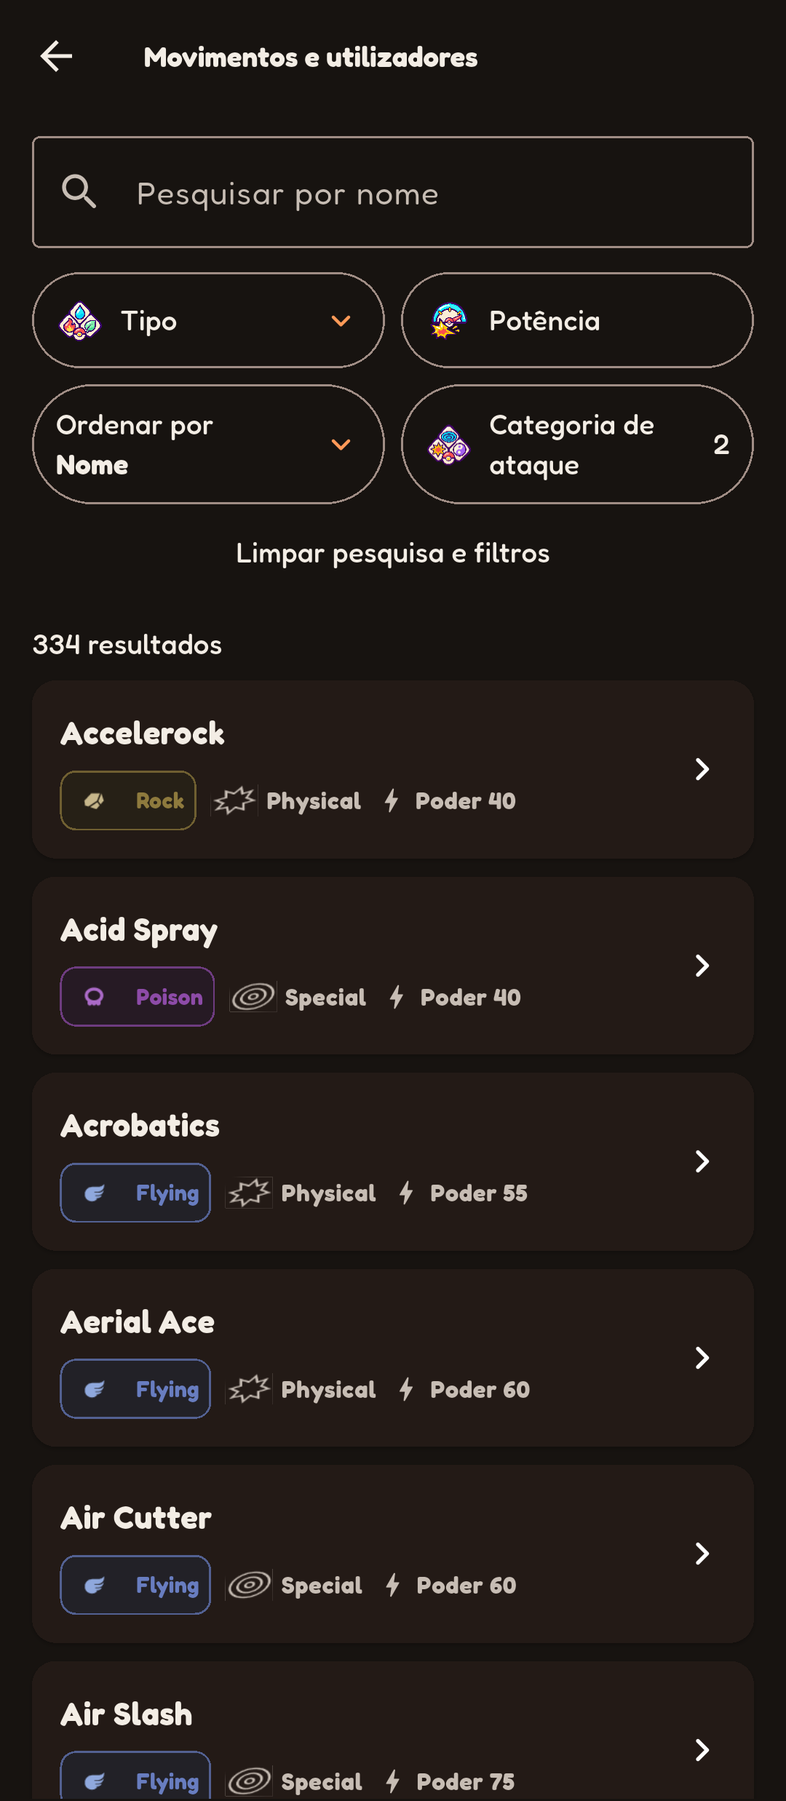 Movimentos e utilizadores
Pesquisar por nome
Tipo
Potência
Ordenar por
Nome
Categoria de
ataque
2
Limpar pesquisa e filtros
334 resultados
Accelerock
Rock Physical Poder 40
Acid Spray
Poison Special Poder 40
Acrobatics
Flying Physical Poder 55
Aerial Ace
Flying Physical Poder 60
Air Cutter
Flying Special Poder 60
Air Slash
Flying Special Poder 75